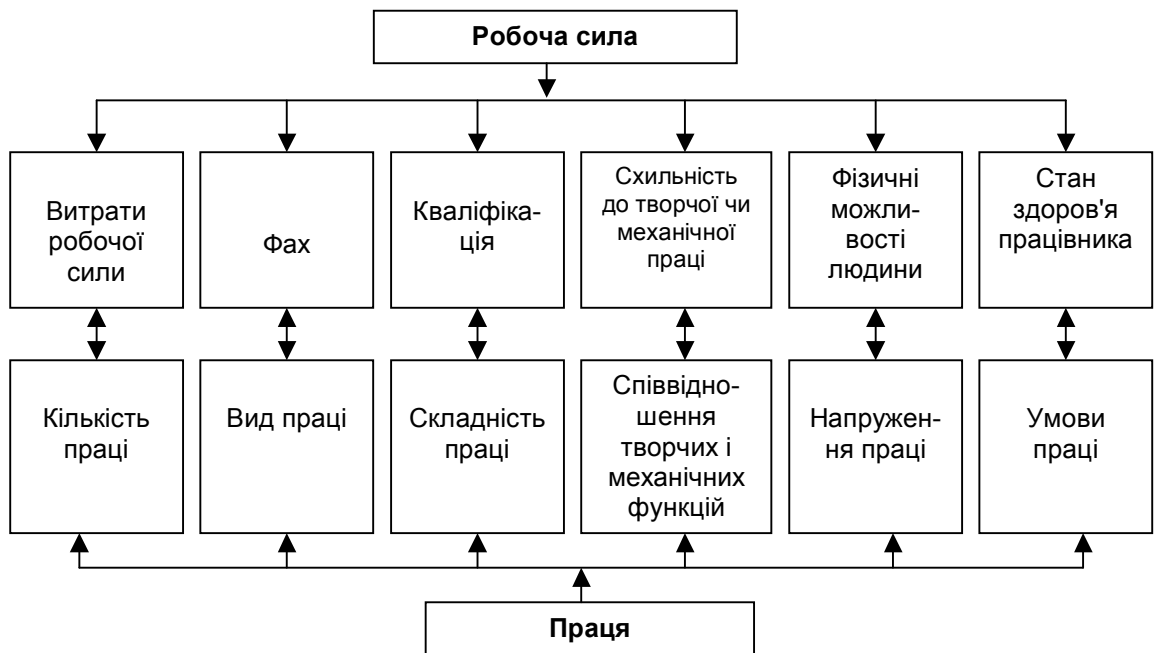 Робоча сила
Витрати
робочої
сили
Фах
Кваліфіка-
ція
Схильність
до творчої чи
механічної
праці
Фізичні
можли-
вості
людини
Стан
здоров'я
працівника
Кількість
праці
Вид праці
Складність
праці
Співвідно-
шення
творчих і
механічних
функцій
Напружен-
ня праці
Умови
праці
Праця